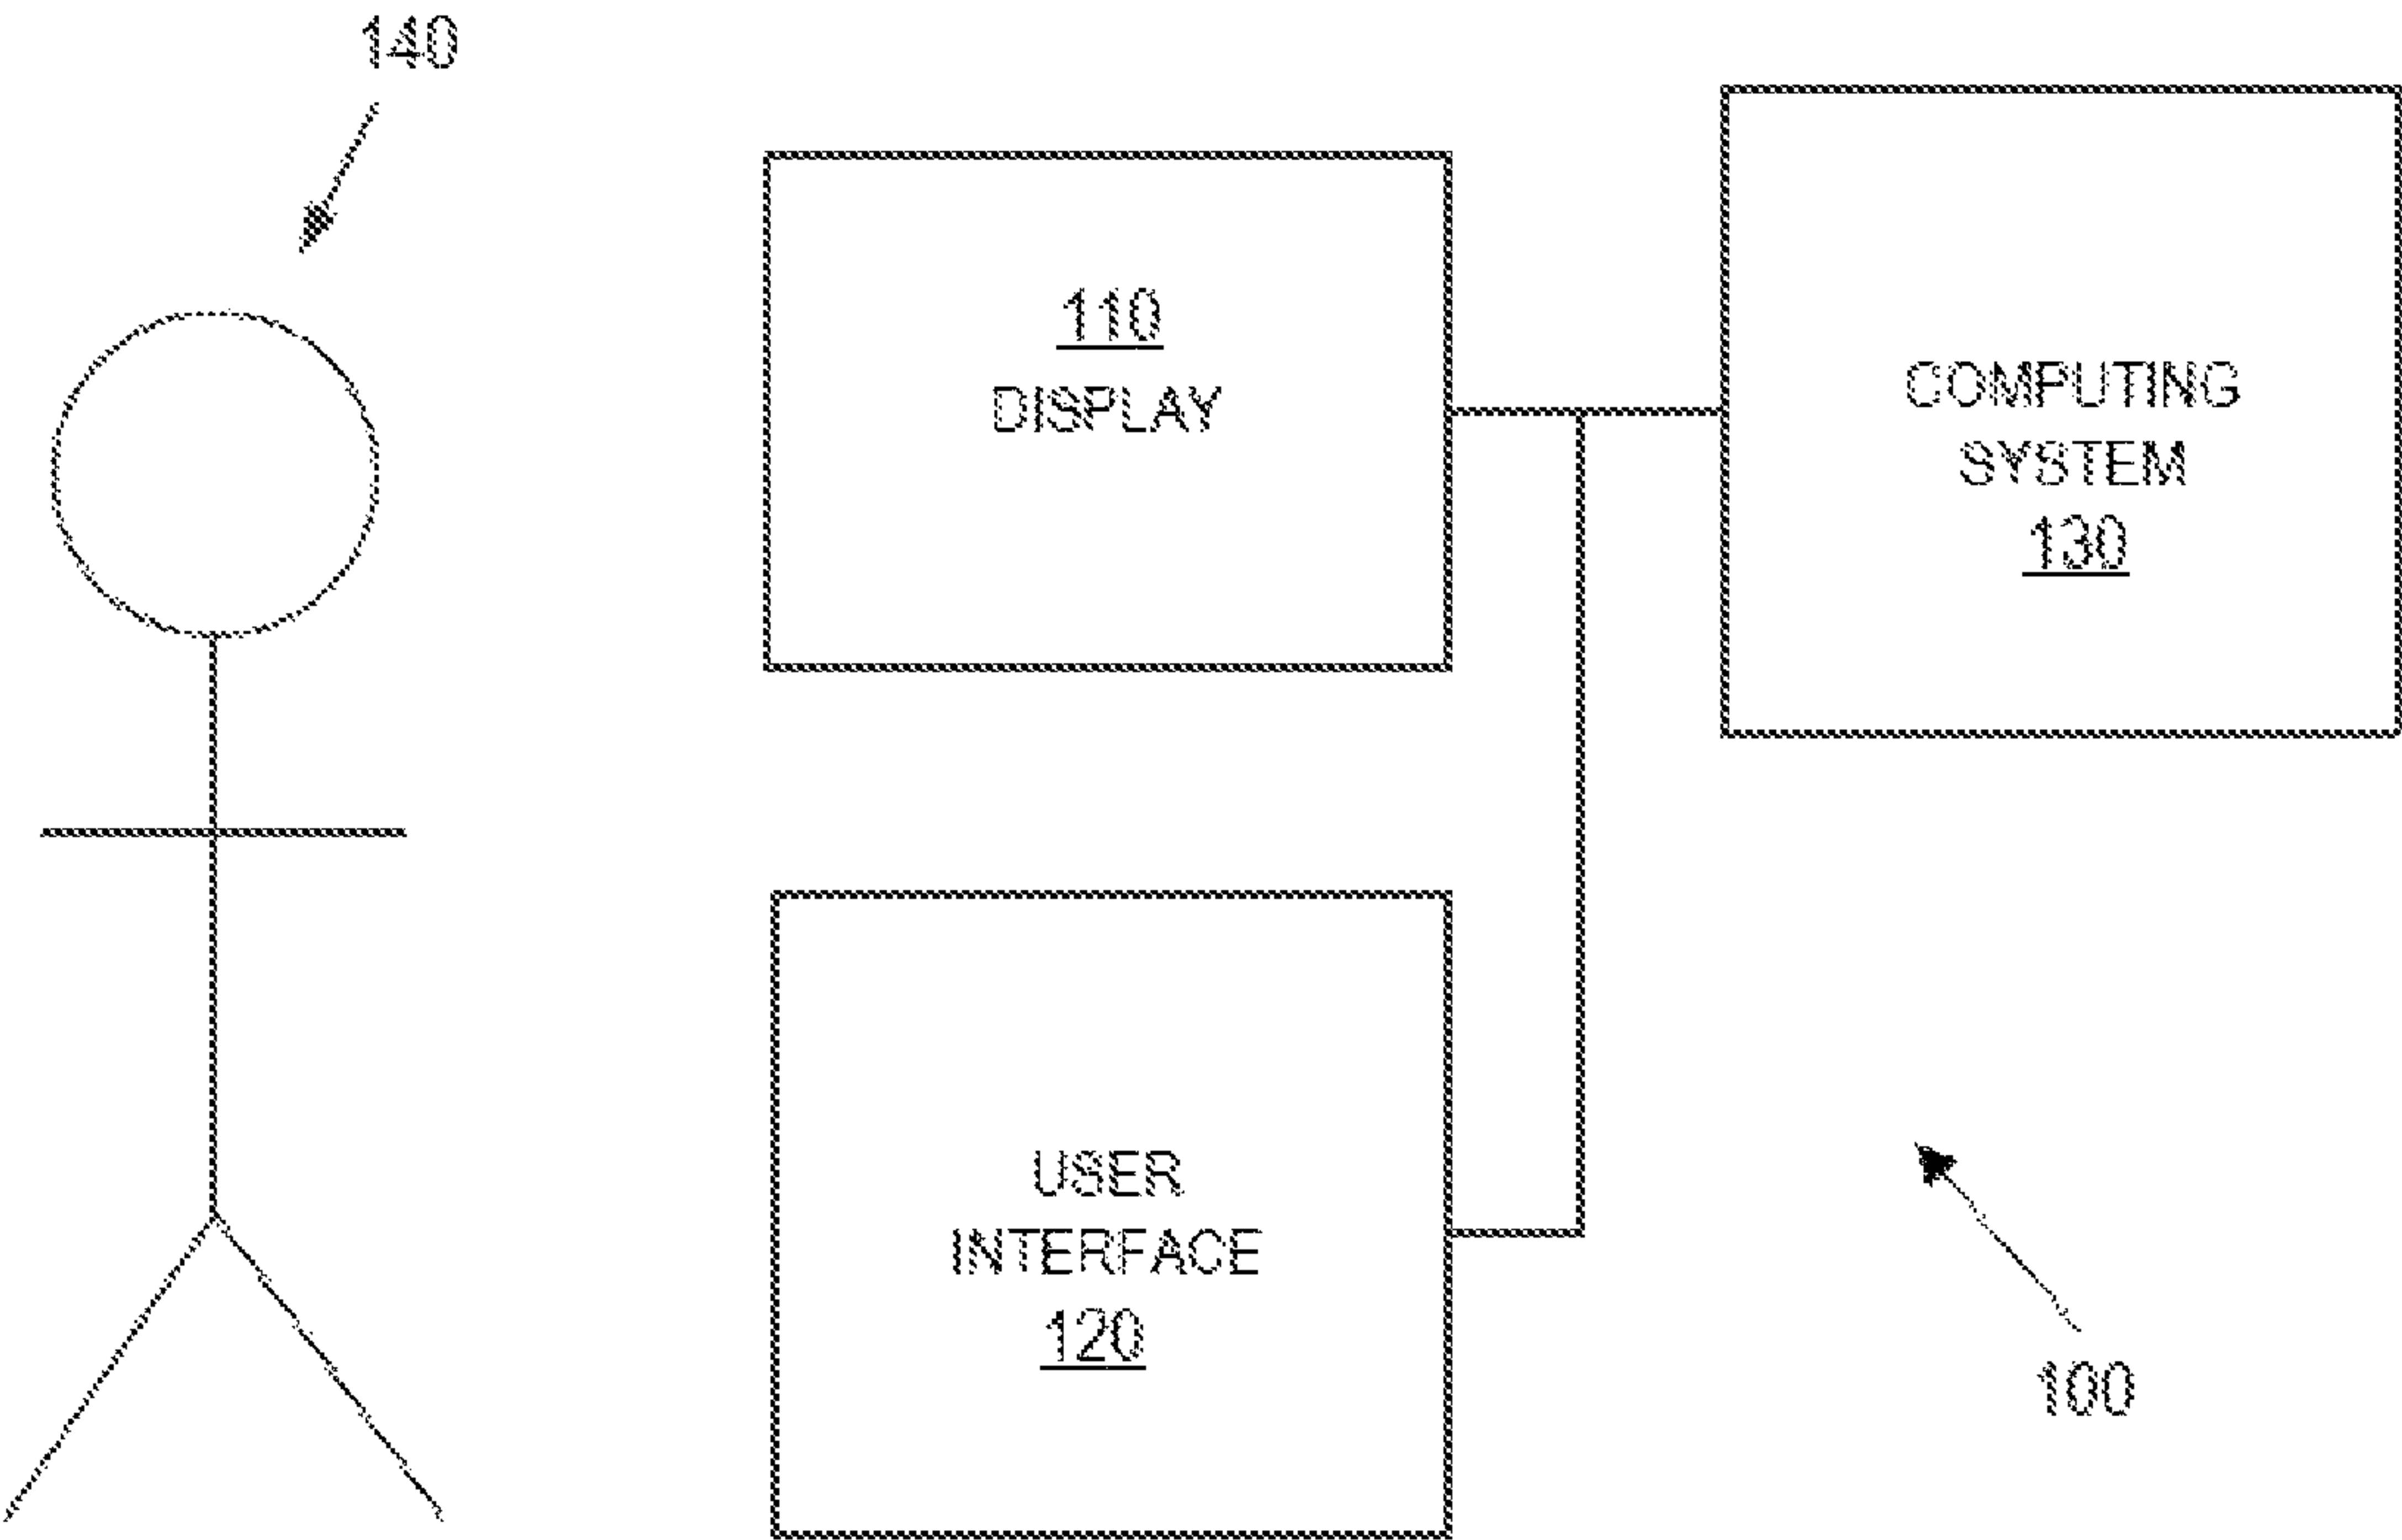 140
110
DISPLAY
COMPUTING
SYSTEM
130
USER
INTERFACE
120
100